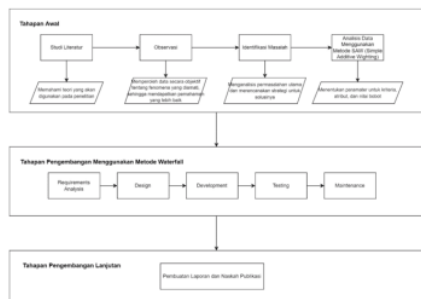 Tahapan Awal
Studi Literatur
Observasi
Identifikasi Masalah
Analisis Data
Menggunakan
Metode SAW (Simple
Additive Wighting)
Memahami teori yang akan
digunakan pada penelitian
Memperoleh data secara objektif
tentang fenomena yang diamati,
sehingga mendapatkan pemahaman
yang lebih baik.
Menganalisa permasalahan utama
dan merencanakan strategi untuk
solusinya
Menentukan parameter untuk kriteria,
atribut, dan nilai bobot
Tahapan Pengembangan Menggunakan Metode Waterfall
Requirements
Analysis
Design
Development
Testing
Maintenance
Tahapan Pengembangan Lanjutan
Pembuatan Laporan dan Naskah Publikasi